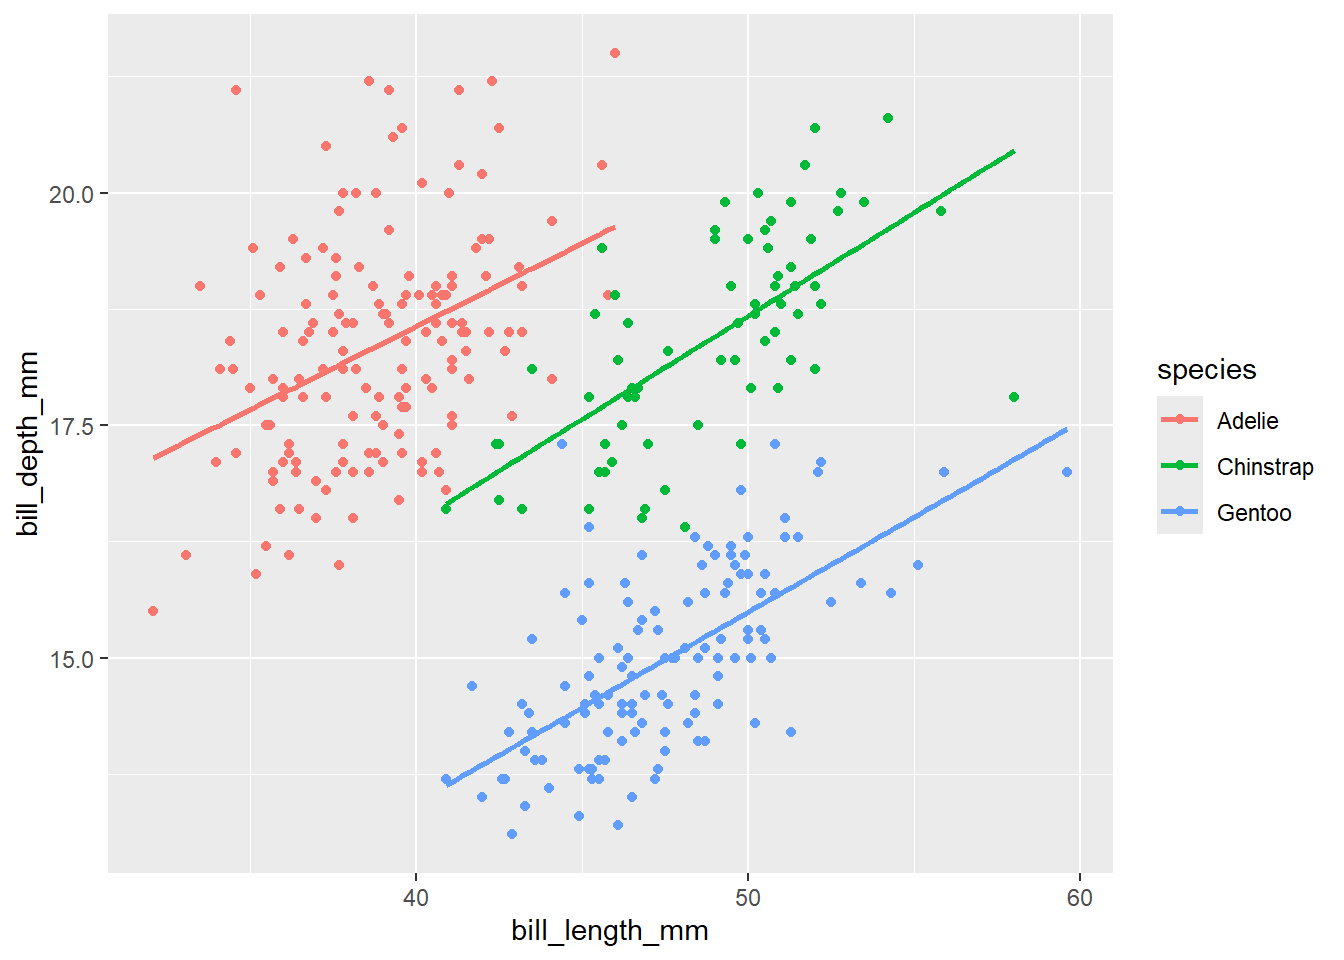 20.0
17.5
15.0
bill_depth_mm
40
50
60
bill_length_mm
species
Adelie
Chinstrap
Gentoo